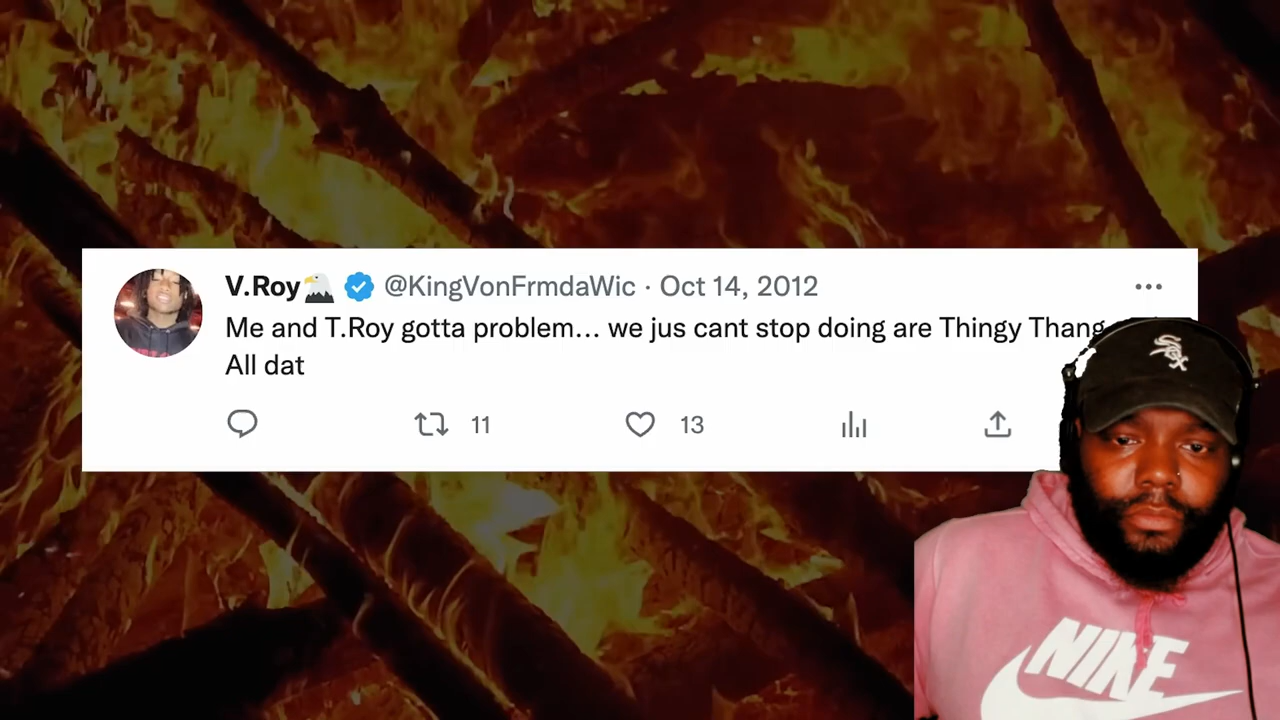 V.Roy🦅 @KingVonFrmdaWic · Oct 14, 2012
Me and T.Roy gotta problem... we jus cant stop doing are Thingy Thang
All dat
11 13
Sox
NIKE